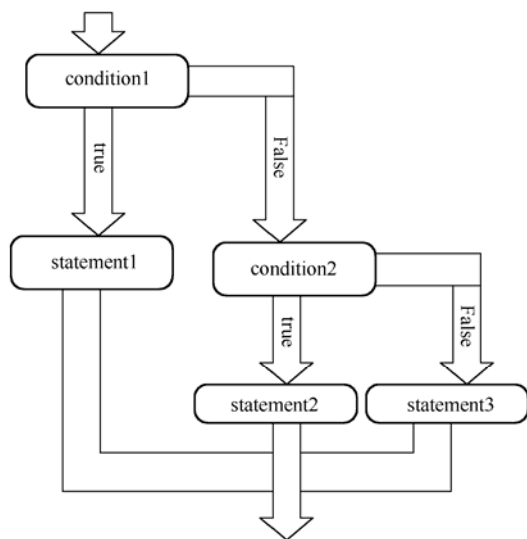 condition1
true
False
statement1
condition2
true
False
statement2
statement3